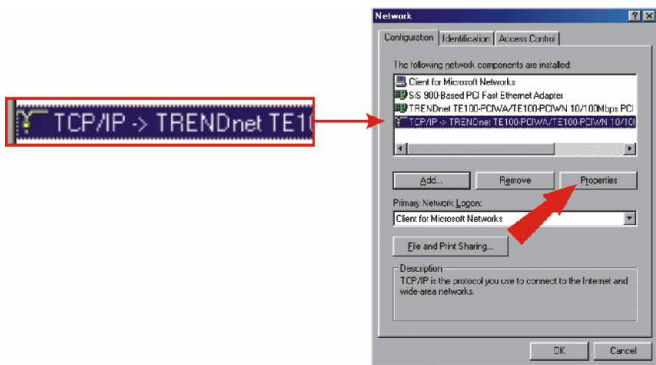 Network
Configuration Identification Access Control
The following network components are installed:
Client for Microsoft Networks
SiS 900-Based PCI Fast Ethernet Adapter
TRENDnet TE100-PCIWA/TE100-PCIWN 10/100Mbps PCI
TCP/IP -> TRENDnet TE100-PCIWA/TE100-PCIWN 10/10
TCP/IP -> TRENDnet TE1
Add... Remove Properties
Primary Network Logon:
Client for Microsoft Networks
File and Print Sharing...
Description
TCP/IP is the protocol you use to connect to the Internet and
wide-area networks.
OK Cancel